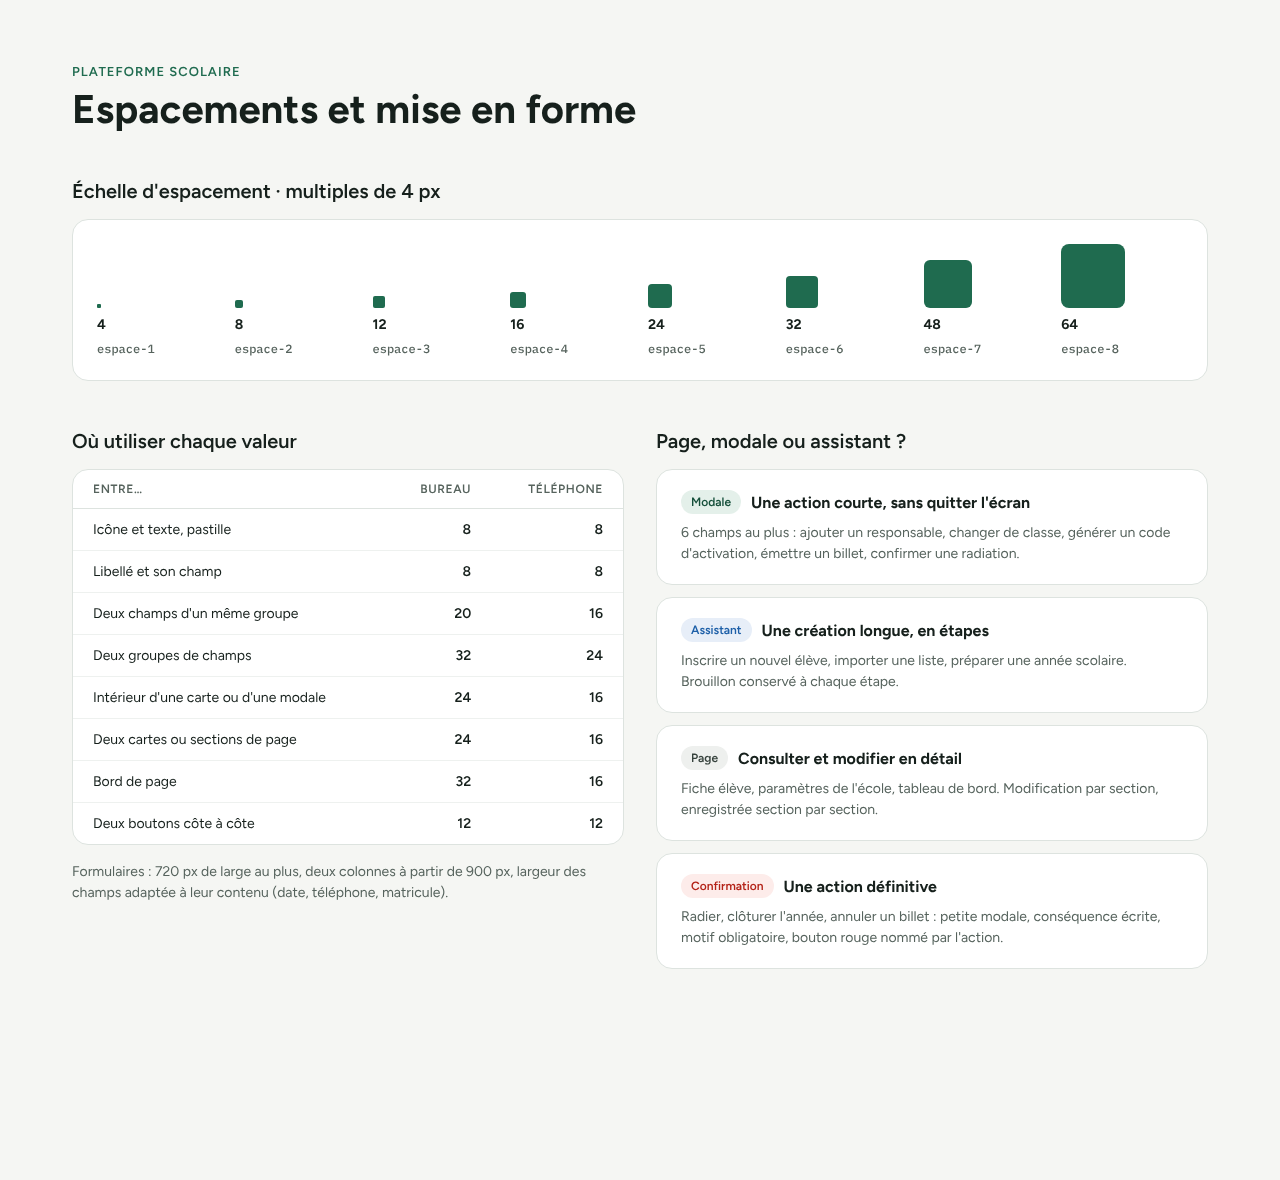 PLATEFORME SCOLAIRE
Espacements et mise en forme
Échelle d'espacement · multiples de 4 px
4
espace-1
8
espace-2
12
espace-3
16
espace-4
24
espace-5
32
espace-6
48
espace-7
64
espace-8
Où utiliser chaque valeur
ENTRE… BUREAU TÉLÉPHONE
Icône et texte, pastille 8 8
Libellé et son champ 8 8
Deux champs d'un même groupe 20 16
Deux groupes de champs 32 24
Intérieur d'une carte ou d'une modale 24 16
Deux cartes ou sections de page 24 16
Bord de page 32 16
Deux boutons côte à côte 12 12
Formulaires : 720 px de large au plus, deux colonnes à partir de 900 px, largeur des
champs adaptée à leur contenu (date, téléphone, matricule).
Page, modale ou assistant ?
Modale Une action courte, sans quitter l'écran
6 champs au plus : ajouter un responsable, changer de classe, générer un code
d'activation, émettre un billet, confirmer une radiation.
Assistant Une création longue, en étapes
Inscrire un nouvel élève, importer une liste, préparer une année scolaire.
Brouillon conservé à chaque étape.
Page Consulter et modifier en détail
Fiche élève, paramètres de l'école, tableau de bord. Modification par section,
enregistrée section par section.
Confirmation Une action définitive
Radier, clôturer l'année, annuler un billet : petite modale, conséquence écrite,
motif obligatoire, bouton rouge nommé par l'action.